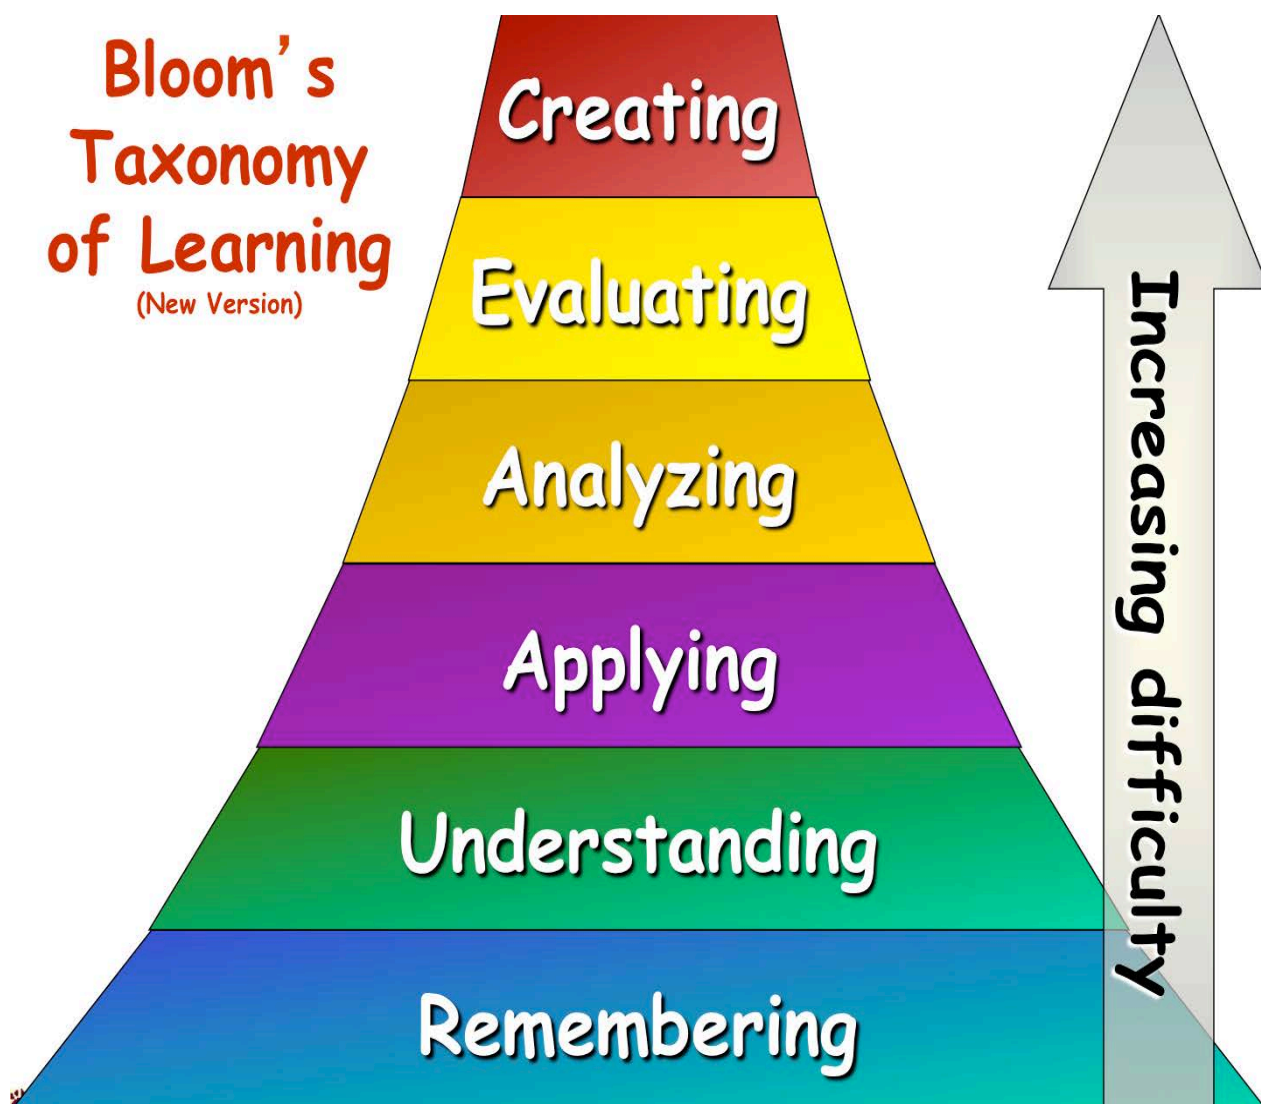 Bloom's
Taxonomy
of Learning
(New Version)
Creating
Evaluating
Analyzing
Applying
Understanding
Remembering
Increasing difficulty